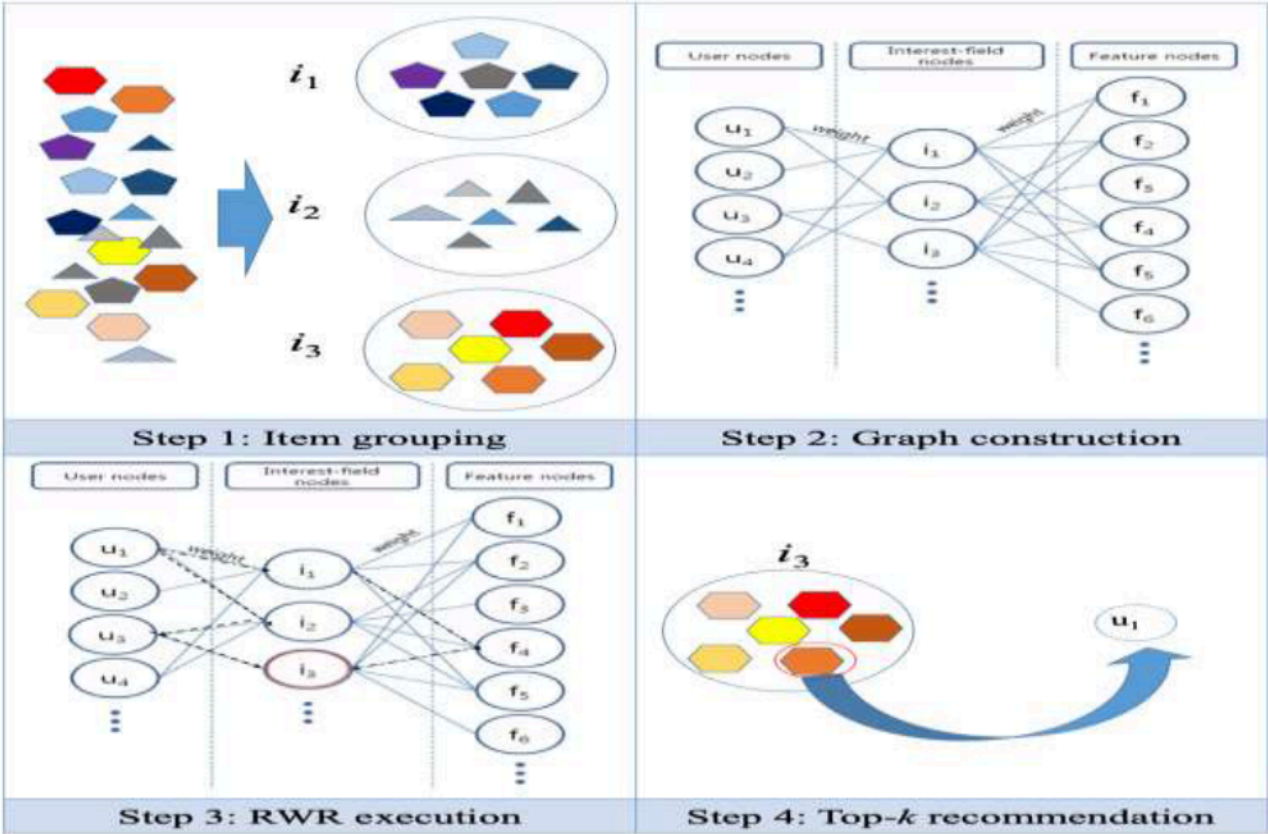 i₁
i₂
i₃
Step 1: Item grouping
User nodes
Interest-field
nodes
Feature nodes
weight
weight
u₁
u₂
u₃
u₄
i₁
i₂
i₃
f₁
f₂
f₃
f₄
f₅
f₆
Step 2: Graph construction
User nodes
Interest-field
nodes
Feature nodes
weight
weight
u₁
u₂
u₃
u₄
i₁
i₂
i₃
f₁
f₂
f₃
f₄
f₅
f₆
Step 3: RWR execution
i₃
u₁
Step 4: Top-k recommendation